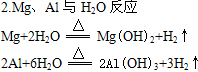 2.Mg、Al与H2O反应
Mg+2H2O △ Mg(OH)2+H2↑
2Al+6H2O △ 2Al(OH)3+3H2↑